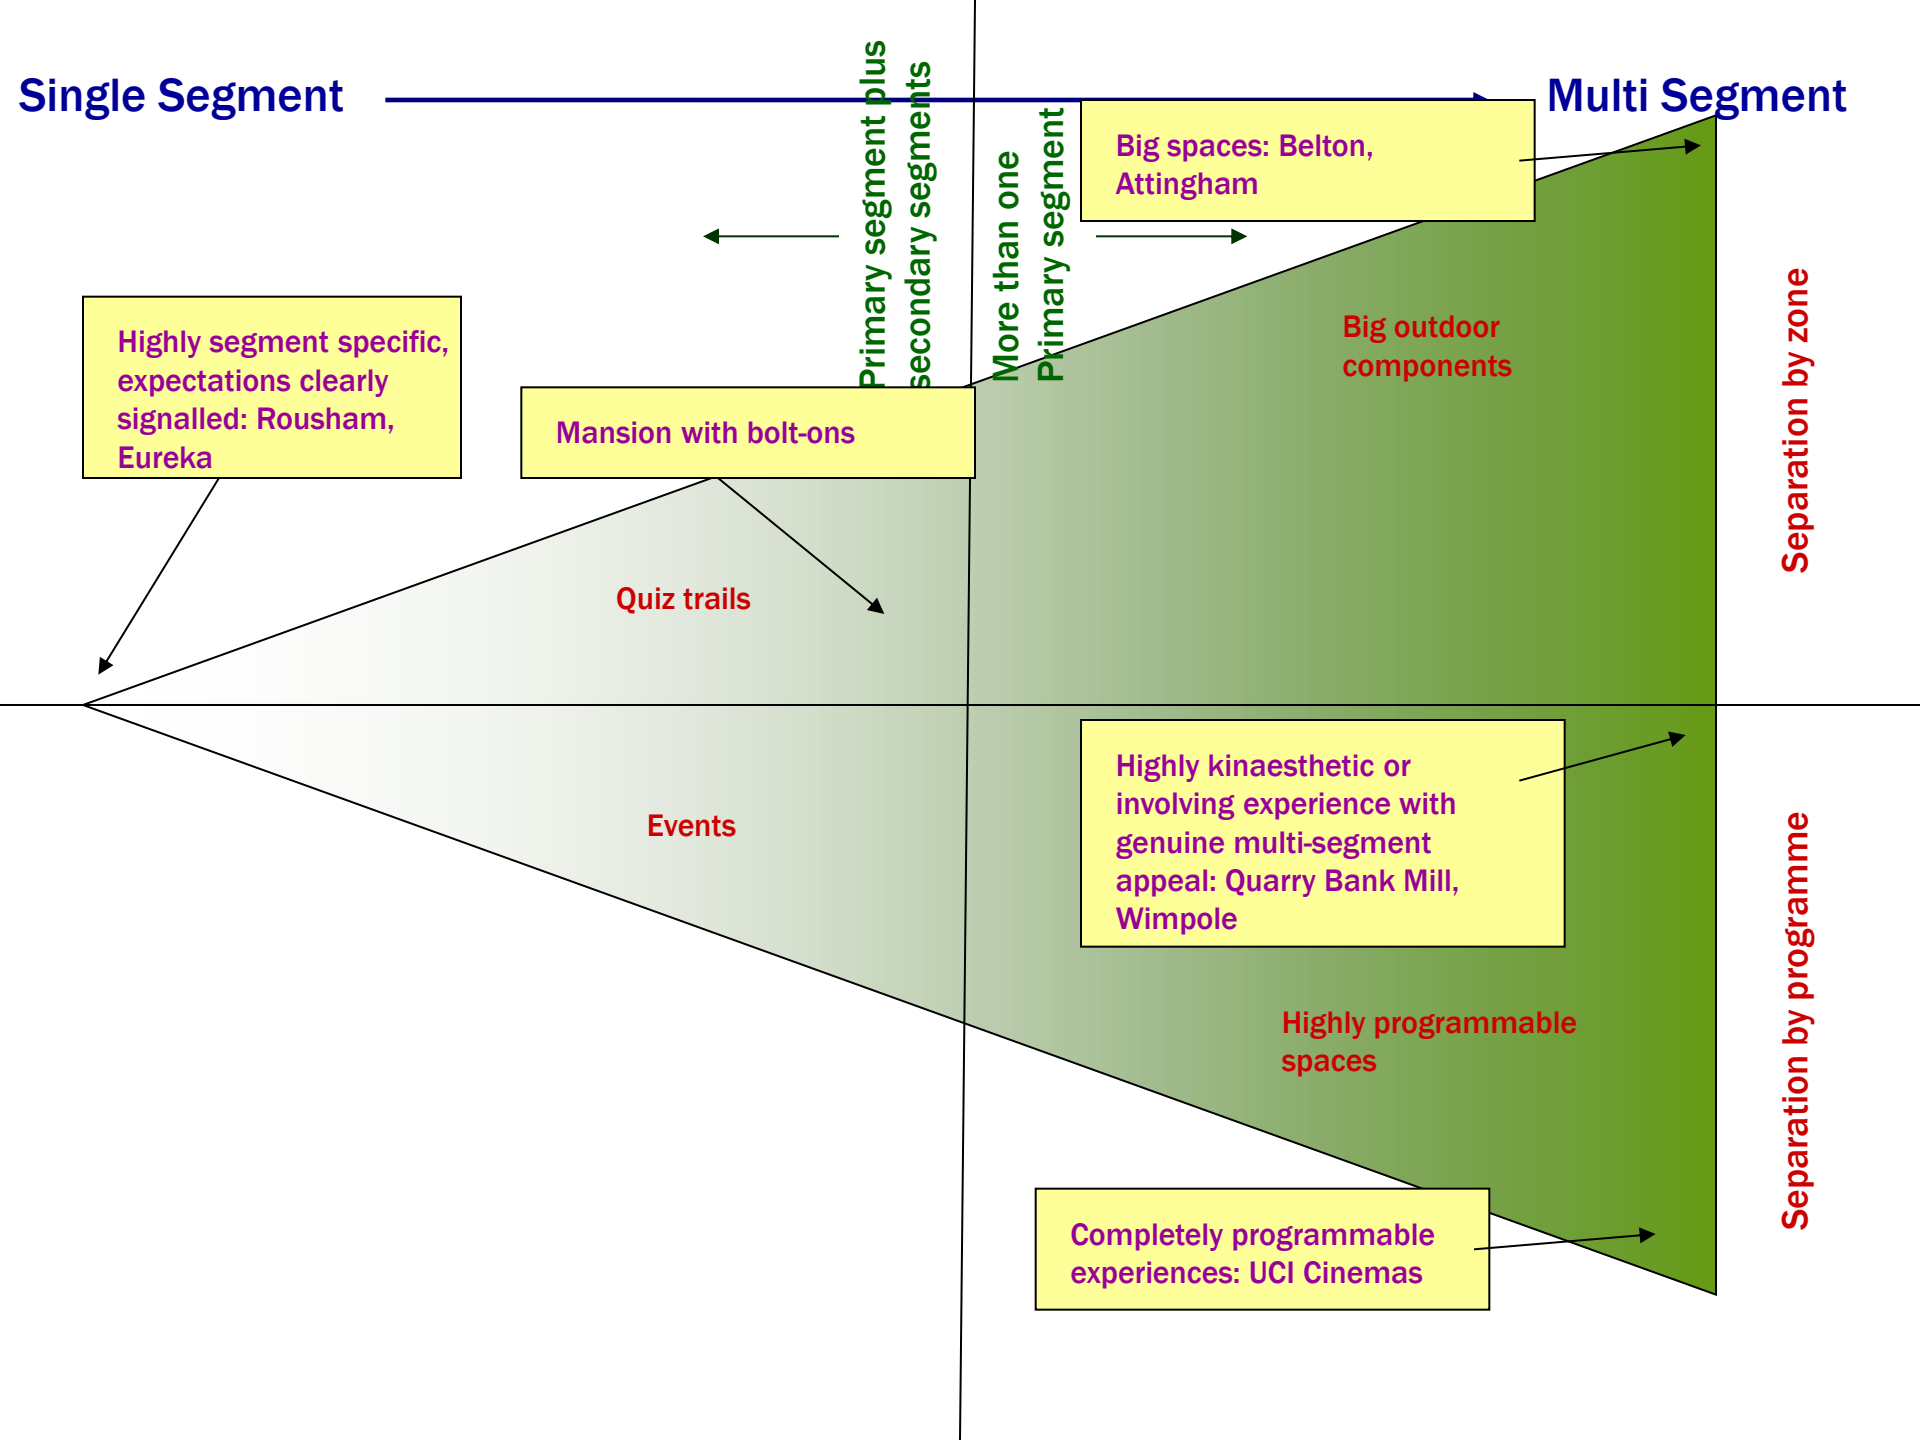 Single Segment
Multi Segment
Primary segment plus
secondary segments
More than one
Primary segment
Big spaces: Belton,
Attingham
Highly segment specific,
expectations clearly
signalled: Rousham,
Eureka
Mansion with bolt-ons
Big outdoor
components
Separation by zone
Quiz trails
Events
Highly kinaesthetic or
involving experience with
genuine multi-segment
appeal: Quarry Bank Mill,
Wimpole
Highly programmable
spaces
Separation by programme
Completely programmable
experiences: UCI Cinemas